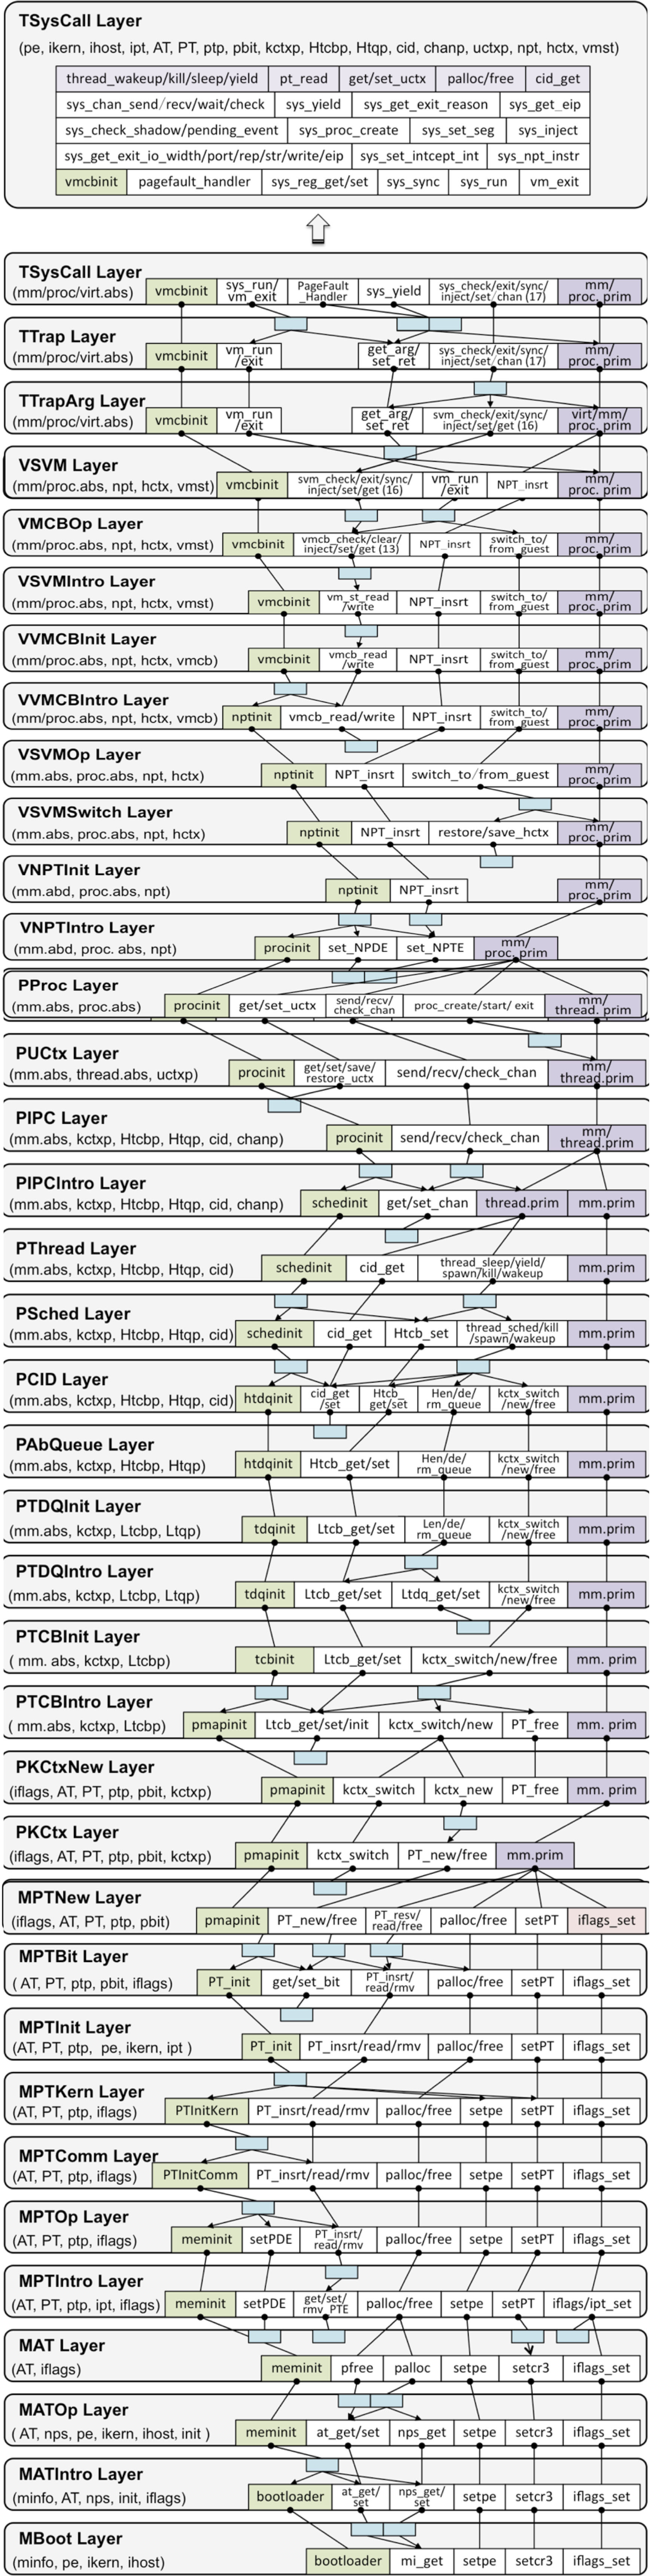 TSysCall Layer
(pe, ikern, ihost, ipt, AT, PT, ptp, pbit, kctxp, Htcbp, Htqp, cid, chanp, uctxp, npt, hctx, vmst)
thread_wakeup/kill/sleep/yield pt_read get/set_uctx palloc/free cid_get
sys_chan_send/recv/wait/check sys_yield sys_get_exit_reason sys_get_eip
sys_check_shadow/pending_event sys_proc_create sys_set_seg sys_inject
sys_get_exit_io_width/port/rep/str/write/eip sys_set_intcept_int sys_npt_instr
vmcbinit pagefault_handler sys_reg_get/set sys_sync sys_run vm_exit
TSysCall Layer
(mm/proc/virt.abs)
vmcbinit
sys_run/
vm_exit
PageFault
_Handler
sys_yield
sys_check/exit/sync/
inject/set/chan (17)
mm/
proc. prim
TTrap Layer
(mm/proc/virt.abs)
vmcbinit
vm_run
/exit
get_arg/
set_ret
sys_check/exit/sync/
inject/set/chan (17)
mm/
proc. prim
TTrapArg Layer
(mm/proc/virt.abs)
vmcbinit
vm_run
/exit
get_arg/
set_ret
svm_check/exit/sync/
inject/set/get (16)
virt/mm/
proc. prim
VSVM Layer
(mm/proc.abs, npt, hctx, vmst)
vmcbinit
svm_check/exit/sync/
inject/set/get (16)
vm_run
/exit
NPT_insrt
mm/
proc. prim
VMCBOp Layer
(mm/proc.abs, npt, hctx, vmst)
vmcbinit
vmcb_check/clear/
inject/set/get (13)
NPT_insrt
switch_to/
from_guest
mm/
proc. prim
VSVMIntro Layer
(mm/proc.abs, npt, hctx, vmst)
vmcbinit
vm_st_read
/write
NPT_insrt
switch_to/
from_guest
mm/
proc. prim
VVMCBInit Layer
(mm/proc.abs, npt, hctx, vmcb)
vmcbinit
vmcb_read
/write
NPT_insrt
switch_to/
from_guest
mm/
proc. prim
VVMCBIntro Layer
(mm/proc.abs, npt, hctx, vmcb)
nptinit
vmcb_read/write
NPT_insrt
switch_to/
from_guest
mm/
proc. prim
VSVMOp Layer
(mm.abs, proc.abs, npt, hctx)
nptinit
NPT_insrt
switch_to/from_guest
mm/
proc. prim
VSVMSwitch Layer
(mm.abs, proc.abs, npt, hctx)
nptinit
NPT_insrt
restore/save_hctx
mm/
proc. prim
VNPTInit Layer
(mm.abd, proc.abs, npt)
nptinit
NPT_insrt
mm/
proc. prim
VNPTIntro Layer
(mm.abd, proc. abs, npt)
procinit
set_NPDE
set_NPTE
mm/
proc. prim
PProc Layer
(mm.abs, proc.abs)
procinit
get/set_uctx
send/recv/
check_chan
proc_create/start/ exit
mm/
thread. prim
PUCtx Layer
(mm.abs, thread.abs, uctxp)
procinit
get/set/save/
restore_uctx
send/recv/check_chan
mm/
thread.prim
PIPC Layer
(mm.abs, kctxp, Htcbp, Htqp, cid, chanp)
procinit
send/recv/check_chan
mm/
thread.prim
PIPCIntro Layer
(mm.abs, kctxp, Htcbp, Htqp, cid, chanp)
schedinit
get/set_chan
thread.prim
mm.prim
PThread Layer
(mm.abs, kctxp, Htcbp, Htqp, cid)
schedinit
cid_get
thread_sleep/yield/
spawn/kill/wakeup
mm.prim
PSched Layer
(mm.abs, kctxp, Htcbp, Htqp, cid)
schedinit
cid_get
Htcb_set
thread_sched/kill
/spawn/wakeup
mm.prim
PCID Layer
(mm.abs, kctxp, Htcbp, Htqp, cid)
htdqinit
cid_get
/set
Htcb_
get/set
Hen/de/
rm_queue
kctx_switch
/new/free
mm.prim
PAbQueue Layer
(mm.abs, kctxp, Htcbp, Htqp)
htdqinit
Htcb_get/set
Hen/de/
rm_queue
kctx_switch
/new/free
mm.prim
PTDQInit Layer
(mm.abs, kctxp, Ltcbp, Ltqp)
tdqinit
Ltcb_get/set
Len/de/
rm_queue
kctx_switch
/new/free
mm.prim
PTDQIntro Layer
(mm.abs, kctxp, Ltcbp, Ltqp)
tdqinit
Ltcb_get/set
Ltdq_get/set
kctx_switch
/new/free
mm.prim
PTCBInit Layer
( mm. abs, kctxp, Ltcbp)
tcbinit
Ltcb_get/set
kctx_switch/new/free
mm. prim
PTCBIntro Layer
( mm.abs, kctxp, Ltcbp)
pmapinit
Ltcb_get/set/init
kctx_switch/new
PT_free
mm. prim
PKCtxNew Layer
(iflags, AT, PT, ptp, pbit, kctxp)
pmapinit
kctx_switch
kctx_new
PT_free
mm. prim
PKCtx Layer
(iflags, AT, PT, ptp, pbit, kctxp)
pmapinit
kctx_switch
PT_new/free
mm.prim
MPTNew Layer
(iflags, AT, PT, ptp, pbit)
pmapinit
PT_new/free
PT_resv/
read/free
palloc/free
setPT
iflags_set
MPTBit Layer
( AT, PT, ptp, pbit, iflags)
PT_init
get/set_bit
PT_insrt/
read/rmv
palloc/free
setPT
iflags_set
MPTInit Layer
(AT, PT, ptp, pe, ikern, ipt )
PT_init
PT_insrt/read/rmv
palloc/free
setPT
iflags_set
MPTKern Layer
(AT, PT, ptp, iflags)
PTInitKern
PT_insrt/read/rmv
palloc/free
setpe
setPT
iflags_set
MPTComm Layer
(AT, PT, ptp, iflags)
PTInitComm
PT_insrt/read/rmv
palloc/free
setpe
setPT
iflags_set
MPTOp Layer
(AT, PT, ptp, iflags)
meminit
setPDE
PT_insrt/
read/rmv
palloc/free
setpe
setPT
iflags_set
MPTIntro Layer
(AT, PT, ptp, ipt, iflags)
meminit
setPDE
get/set/
rmv_PTE
palloc/free
setpe
setPT
iflags/ipt_set
MAT Layer
(AT, iflags)
meminit
pfree
palloc
setpe
setcr3
iflags_set
MATOp Layer
( AT, nps, pe, ikern, ihost, init )
meminit
at_get/set
nps_get
setpe
setcr3
iflags_set
MATIntro Layer
(minfo, AT, nps, init, iflags)
bootloader
at_get/
set
nps_get/
set
setpe
setcr3
iflags_set
MBoot Layer
(minfo, pe, ikern, ihost)
bootloader
mi_get
setpe
setcr3
iflags_set